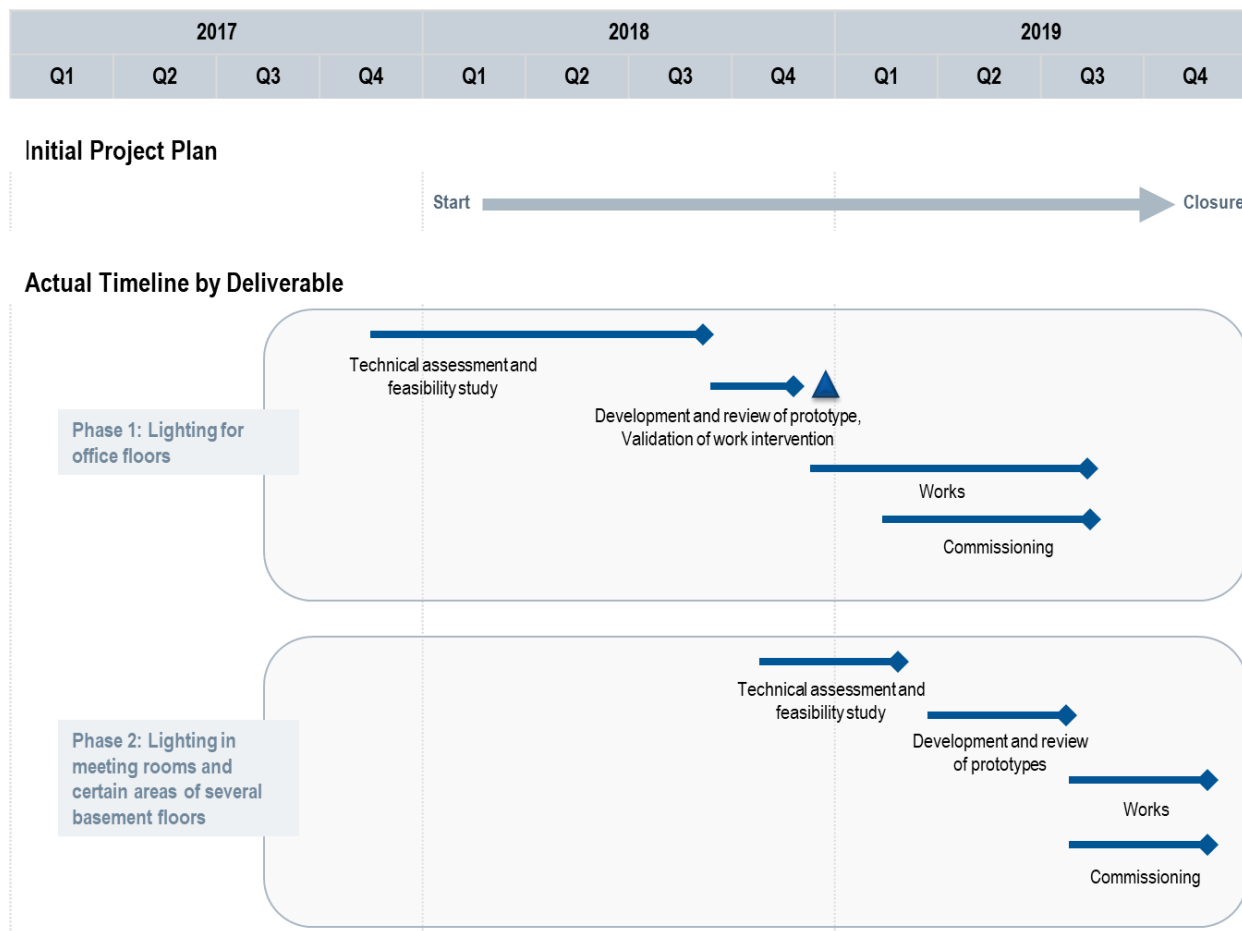 2017 2018 2019
Q1 Q2 Q3 Q4 Q1 Q2 Q3 Q4 Q1 Q2 Q3 Q4
Initial Project Plan
Start Closure
Actual Timeline by Deliverable
Technical assessment and
feasibility study
Development and review of prototype,
Validation of work intervention
Phase 1: Lighting for
office floors
Works
Commissioning
Technical assessment and
feasibility study
Development and review
of prototypes
Phase 2: Lighting in
meeting rooms and
certain areas of several
basement floors
Works
Commissioning